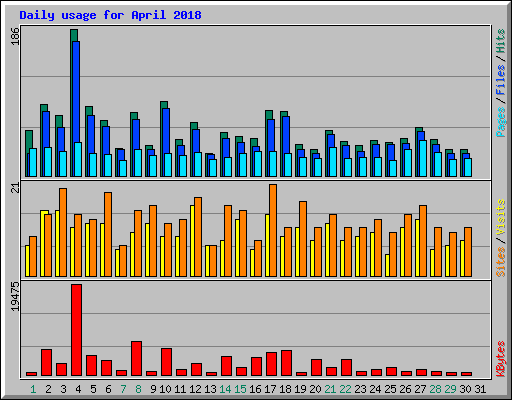 Daily usage for April 2018
186
Pages / Files / Hits
21
Sites / Visits
19475
KBytes
1 2 3 4 5 6 7 8 9 10 11 12 13 14 15 16 17 18 19 20 21 22 23 24 25 26 27 28 29 30 31